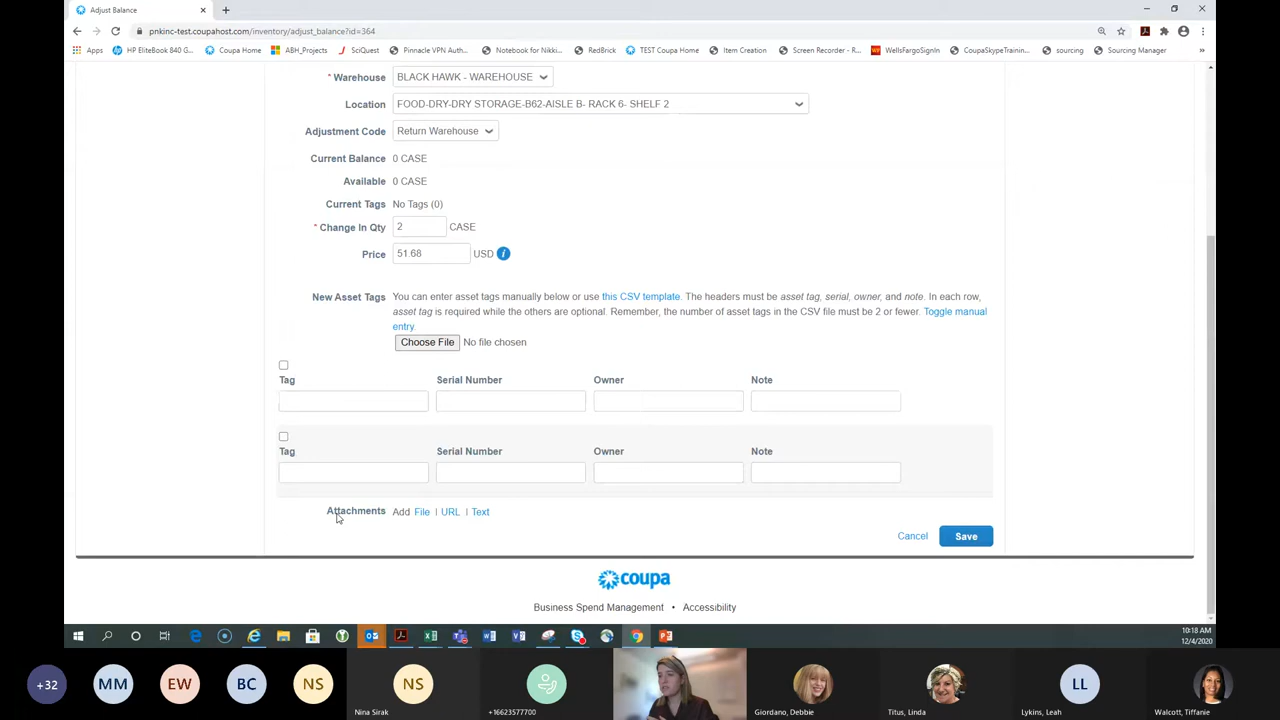 Adjust Balance
pnkinc-test.coupahost.com/inventory/adjust_balance?id=364
Apps HP EliteBook 840 G... Coupa Home ABH_Projects SciQuest Pinnacle VPN Auth... Notebook for Nikki... RedBrick TEST Coupa Home Item Creation Screen Recorder - R... WellsFargoSignIn CoupaSkypeTrainin... sourcing Sourcing Manager
* Warehouse BLACK HAWK - WAREHOUSE
Location FOOD-DRY-DRY STORAGE-B62-AISLE B- RACK 6- SHELF 2
Adjustment Code Return Warehouse
Current Balance 0 CASE
Available 0 CASE
Current Tags No Tags (0)
* Change In Qty 2 CASE
Price 51.68 USD i
New Asset Tags You can enter asset tags manually below or use this CSV template. The headers must be asset tag, serial, owner, and note. In each row,
asset tag is required while the others are optional. Remember, the number of asset tags in the CSV file must be 2 or fewer. Toggle manual
entry.
Choose File No file chosen
Tag Serial Number Owner Note
Tag Serial Number Owner Note
Attachments Add File | URL | Text
Cancel Save
coupa
Business Spend Management • Accessibility
10:18 AM
12/4/2020
+32 MM EW BC NS NS LL
Nina Sirak +16623577700 Giordano, Debbie Titus, Linda Lykins, Leah Walcott, Tiffanie